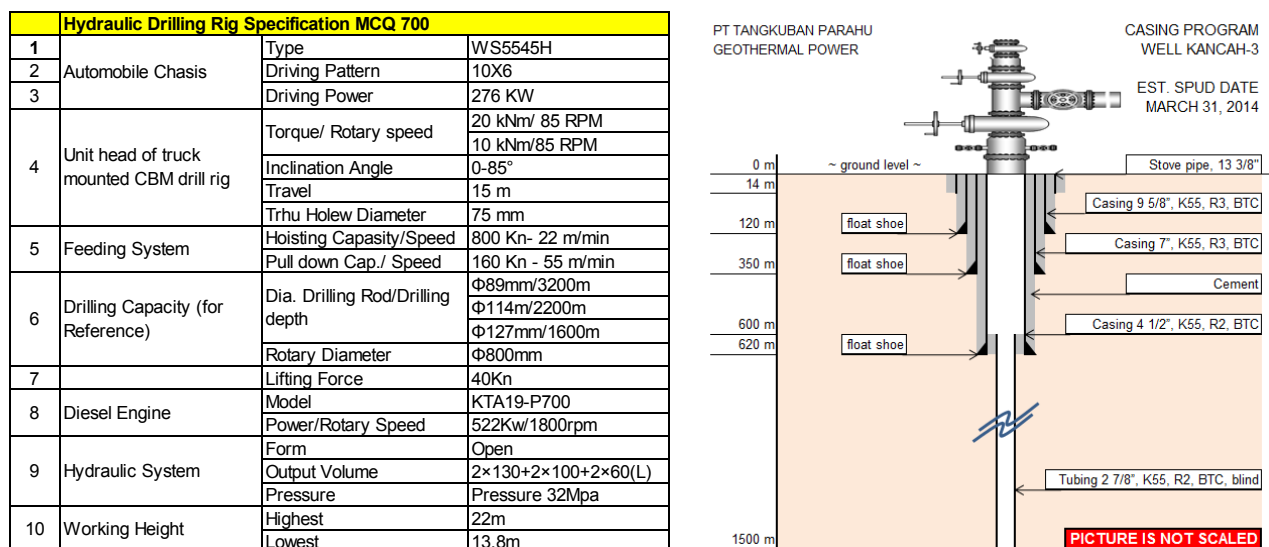 Hydraulic Drilling Rig Specification MCQ 700
1 Automobile Chasis Type WS5545H
2 Driving Pattern 10X6
3 Driving Power 276 KW
4 Unit head of truck mounted CBM drill rig Torque/ Rotary speed 20 kNm/ 85 RPM
10 kNm/85 RPM
Inclination Angle 0-85°
Travel 15 m
Trhu Holew Diameter 75 mm
5 Feeding System Hoisting Capasity/Speed 800 Kn- 22 m/min
Pull down Cap./ Speed 160 Kn - 55 m/min
6 Drilling Capacity (for Reference) Dia. Drilling Rod/Drilling depth Φ89mm/3200m
Φ114m/2200m
Φ127mm/1600m
Rotary Diameter Φ800mm
7 Lifting Force 40Kn
8 Diesel Engine Model KTA19-P700
Power/Rotary Speed 522Kw/1800rpm
9 Hydraulic System Form Open
Output Volume 2×130+2×100+2×60(L)
Pressure Pressure 32Mpa
10 Working Height Highest 22m
Lowest 13.8m
PT TANGKUBAN PARAHU
GEOTHERMAL POWER
CASING PROGRAM
WELL KANCAH-3
EST. SPUD DATE
MARCH 31, 2014
0 m ~ ground level ~ Stove pipe, 13 3/8"
14 m
Casing 9 5/8", K55, R3, BTC
120 m float shoe
Casing 7", K55, R3, BTC
350 m float shoe
Cement
600 m Casing 4 1/2", K55, R2, BTC
620 m float shoe
Tubing 2 7/8", K55, R2, BTC, blind
1500 m PICTURE IS NOT SCALED